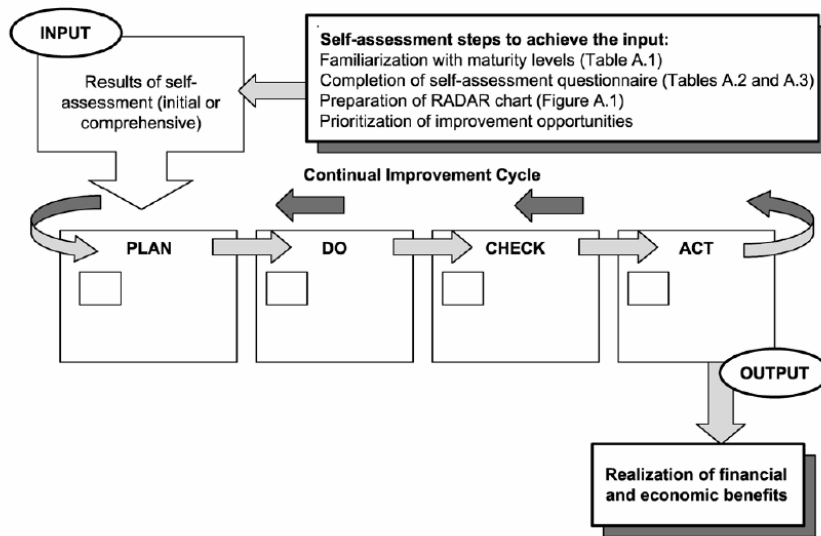 INPUT
Results of self-
assessment (initial or
comprehensive)
Self-assessment steps to achieve the input:
Familiarization with maturity levels (Table A.1)
Completion of self-assessment questionnaire (Tables A.2 and A.3)
Preparation of RADAR chart (Figure A.1)
Prioritization of improvement opportunities
Continual Improvement Cycle
PLAN
DO
CHECK
ACT
OUTPUT
Realization of financial
and economic benefits